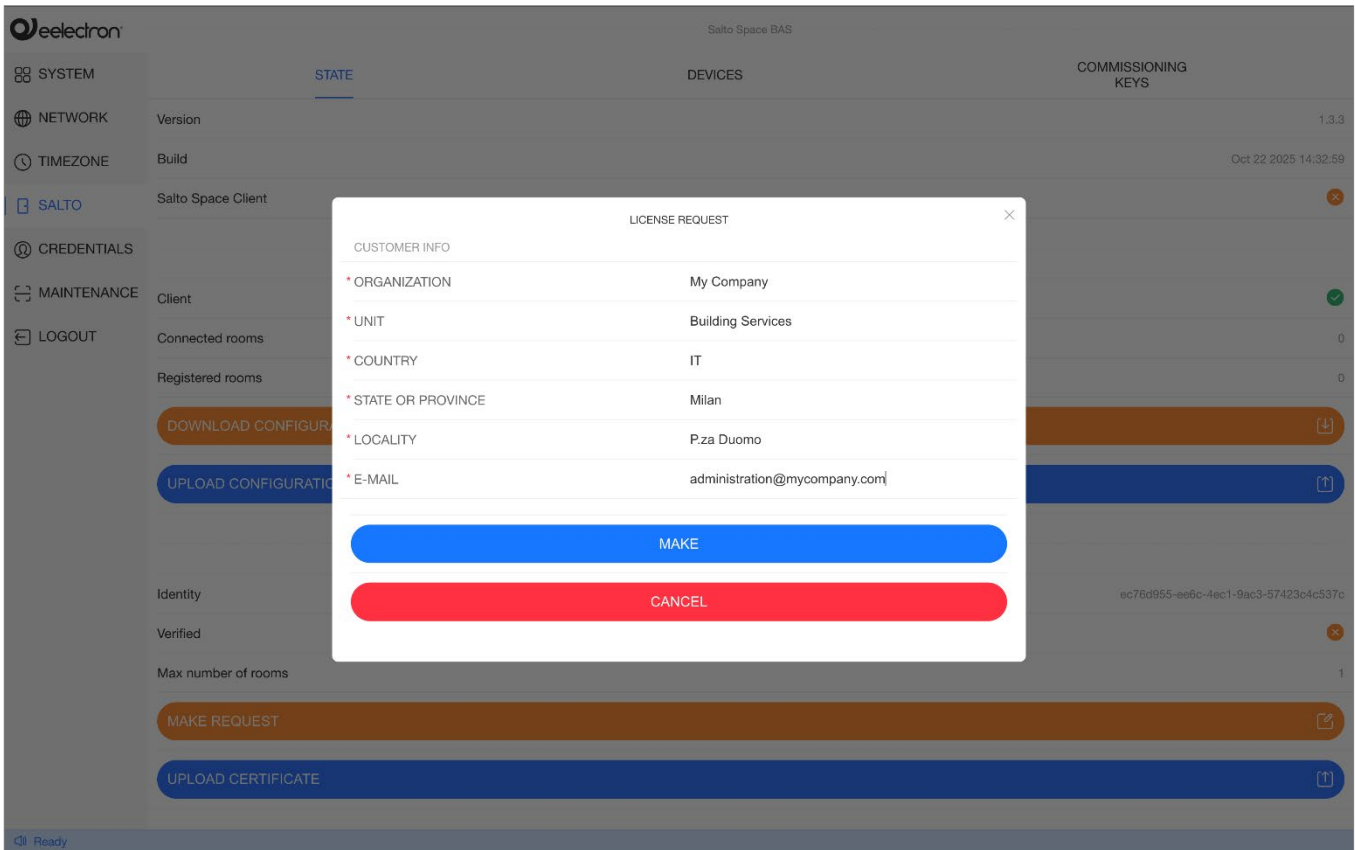 eelectron
Salto Space BAS
SYSTEM
NETWORK
TIMEZONE
SALTO
CREDENTIALS
MAINTENANCE
LOGOUT
STATE
DEVICES
COMMISSIONING
KEYS
Version 1.3.3
Build Oct 22 2025 14:32:59
Salto Space Client
Client
Connected rooms 0
Registered rooms 0
DOWNLOAD CONFIGURA
UPLOAD CONFIGURATIO
LICENSE REQUEST
CUSTOMER INFO
* ORGANIZATION My Company
* UNIT Building Services
* COUNTRY IT
* STATE OR PROVINCE Milan
* LOCALITY P.za Duomo
* E-MAIL administration@mycompany.com
MAKE
CANCEL
Identity ec76d955-ee6c-4ec1-9ac3-57423c4c537c
Verified
Max number of rooms 1
MAKE REQUEST
UPLOAD CERTIFICATE
Ready